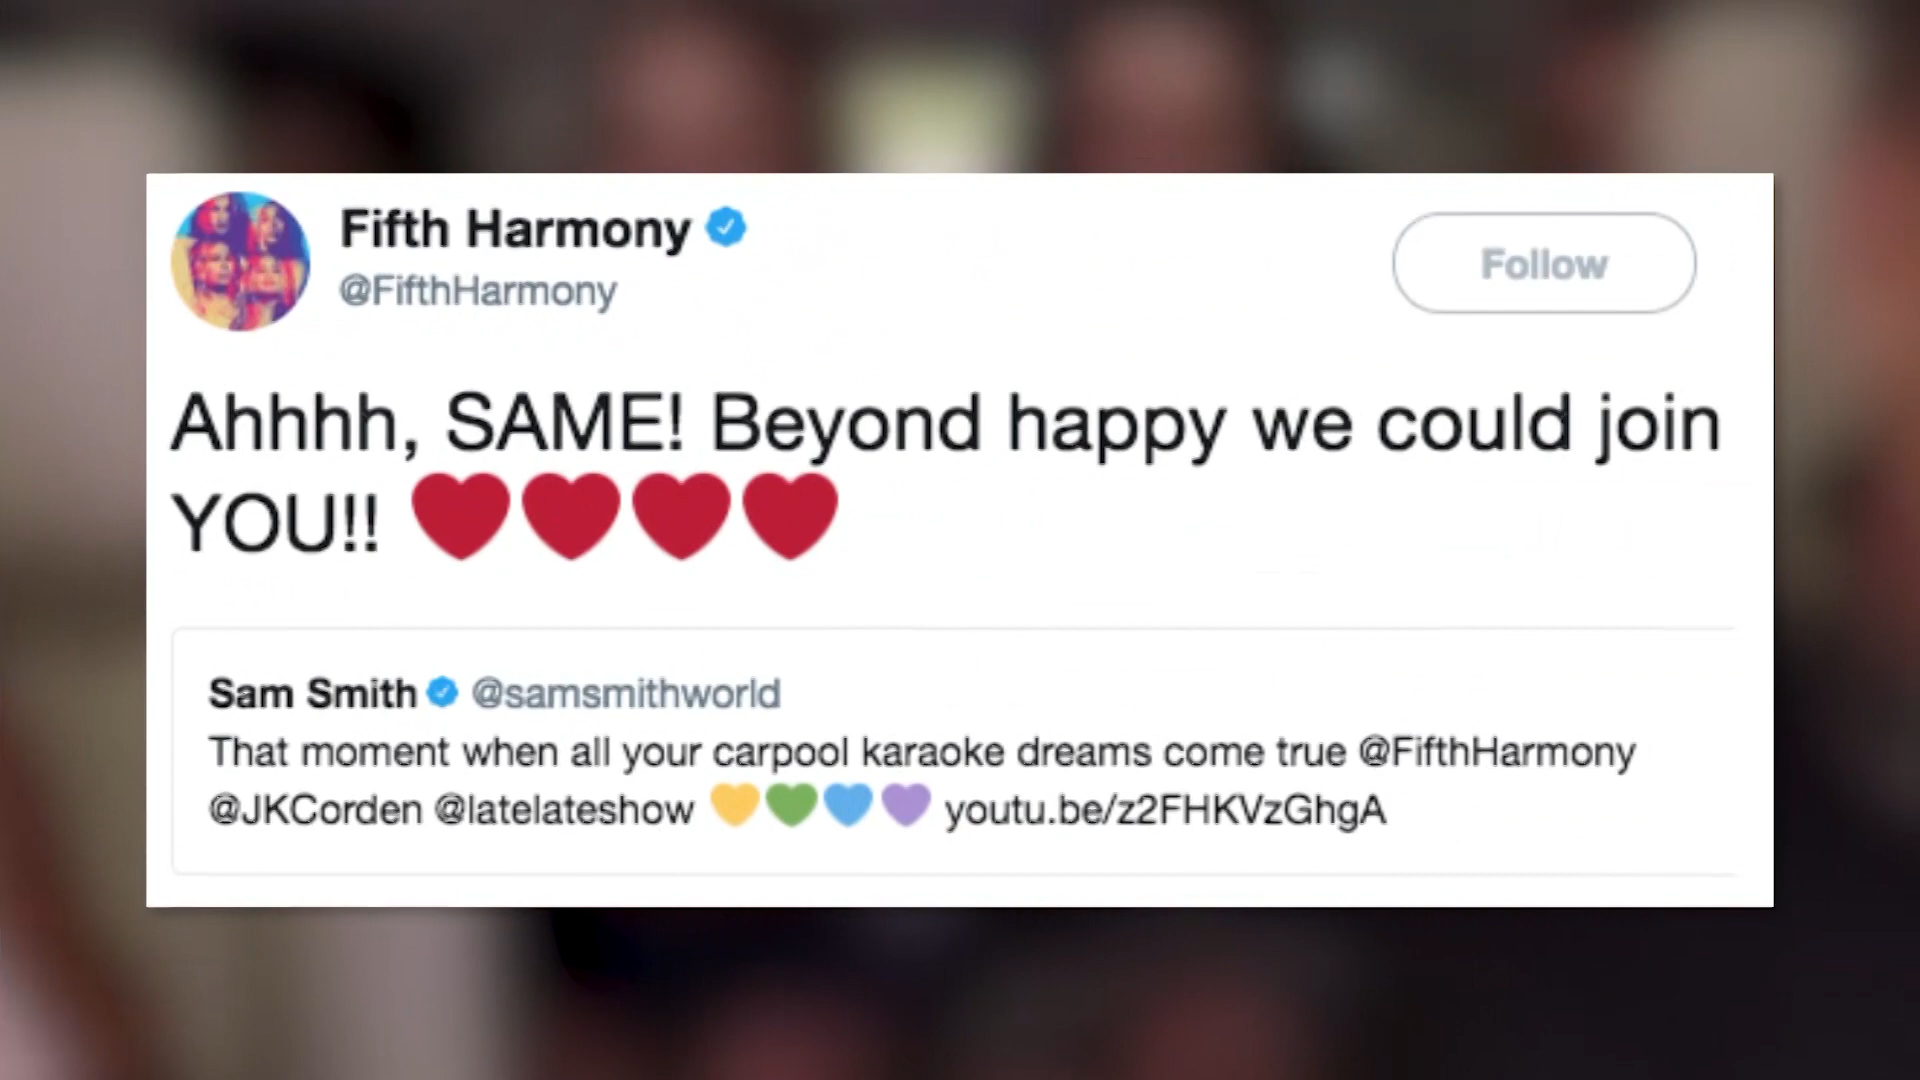 Fifth Harmony
@FifthHarmony
Follow
Ahhhh, SAME! Beyond happy we could join
YOU!! ❤❤❤❤
Sam Smith @samsmithworld
That moment when all your carpool karaoke dreams come true @FifthHarmony
@JKCorden @latelateshow 💛💚💙💜 youtu.be/z2FHKVzGhgA